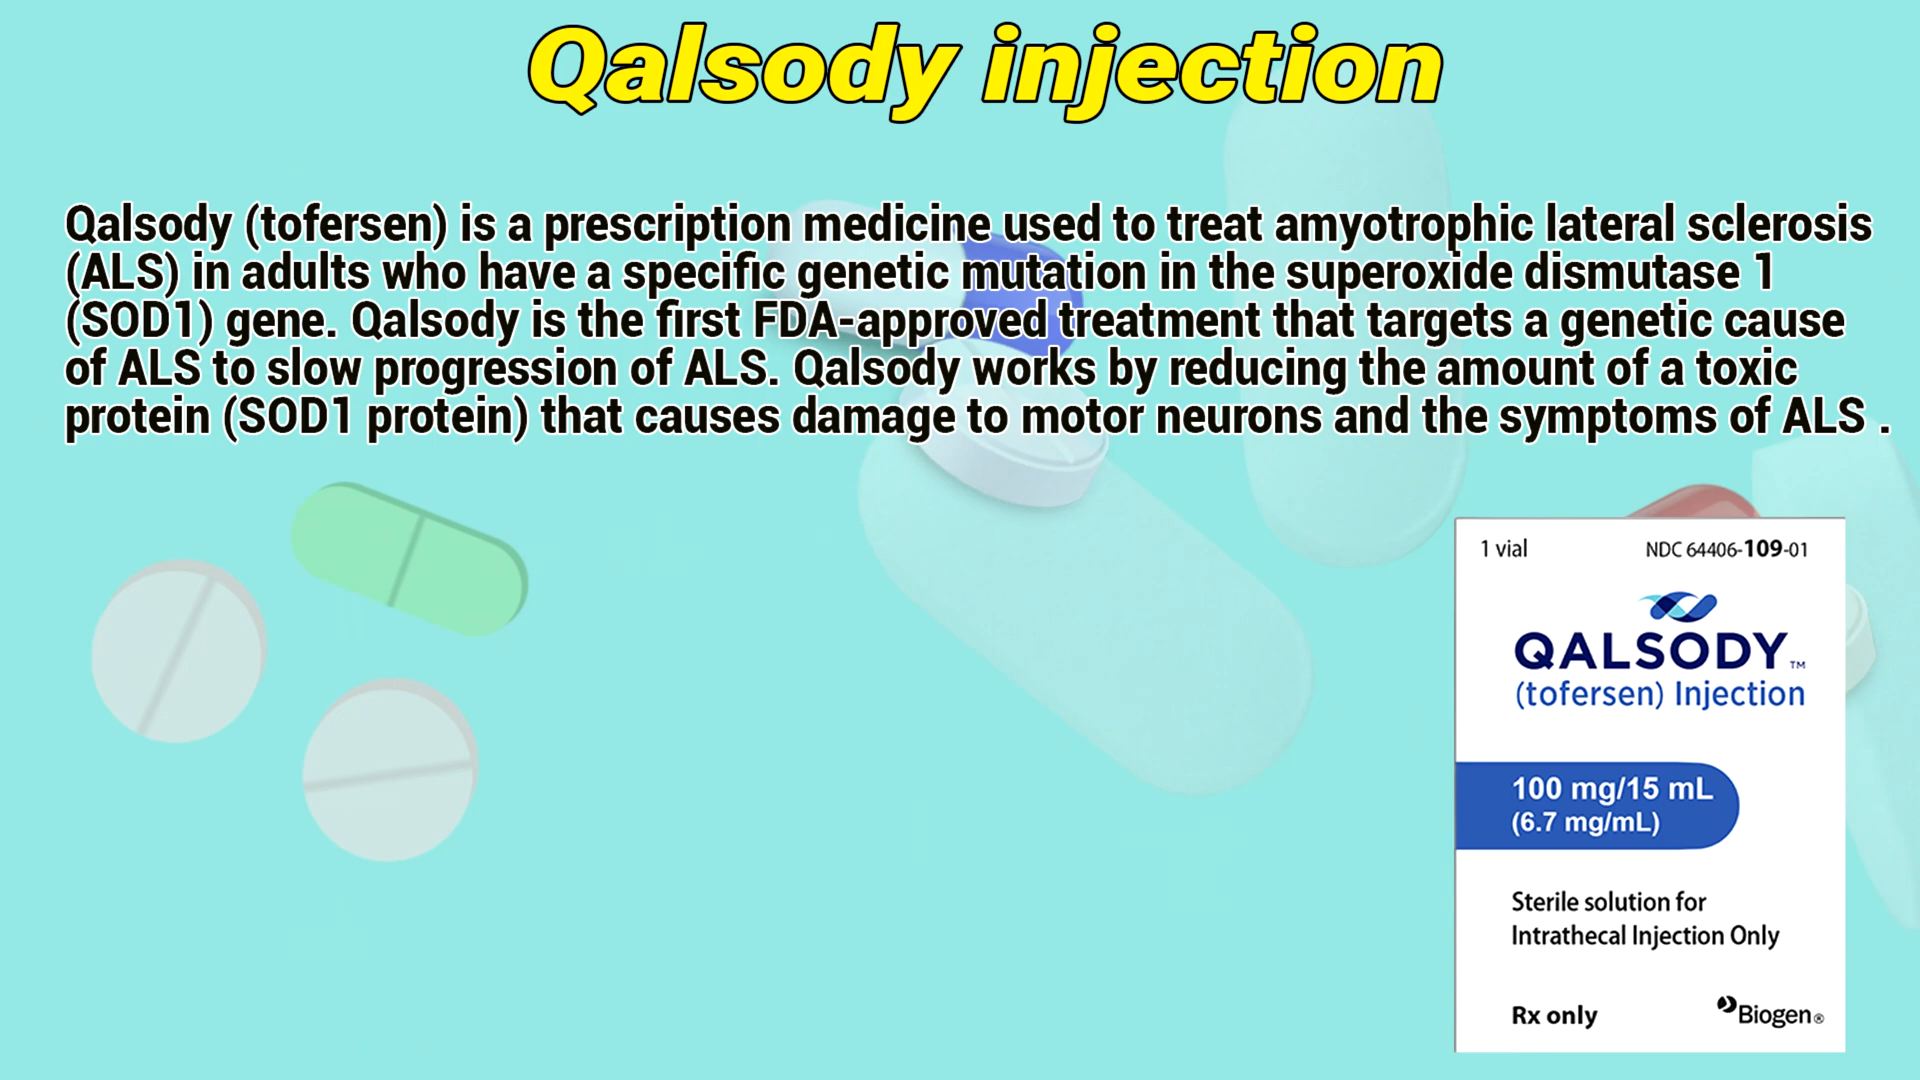 Qalsody injection
Qalsody (tofersen) is a prescription medicine used to treat amyotrophic lateral sclerosis
(ALS) in adults who have a specific genetic mutation in the superoxide dismutase 1
(SOD1) gene. Qalsody is the first FDA-approved treatment that targets a genetic cause
of ALS to slow progression of ALS. Qalsody works by reducing the amount of a toxic
protein (SOD1 protein) that causes damage to motor neurons and the symptoms of ALS .
1 vial NDC 64406-109-01
QALSODY™
(tofersen) Injection
100 mg/15 mL
(6.7 mg/mL)
Sterile solution for
Intrathecal Injection Only
Rx only Biogen®